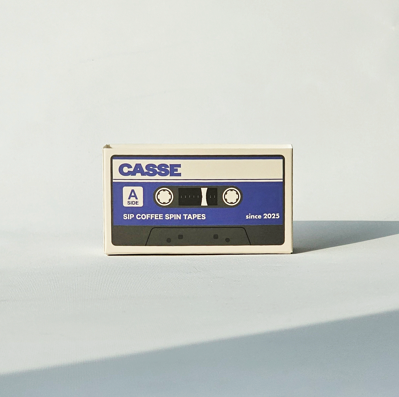 CASSE
A
SIDE
SIP COFFEE SPIN TAPES
since 2025